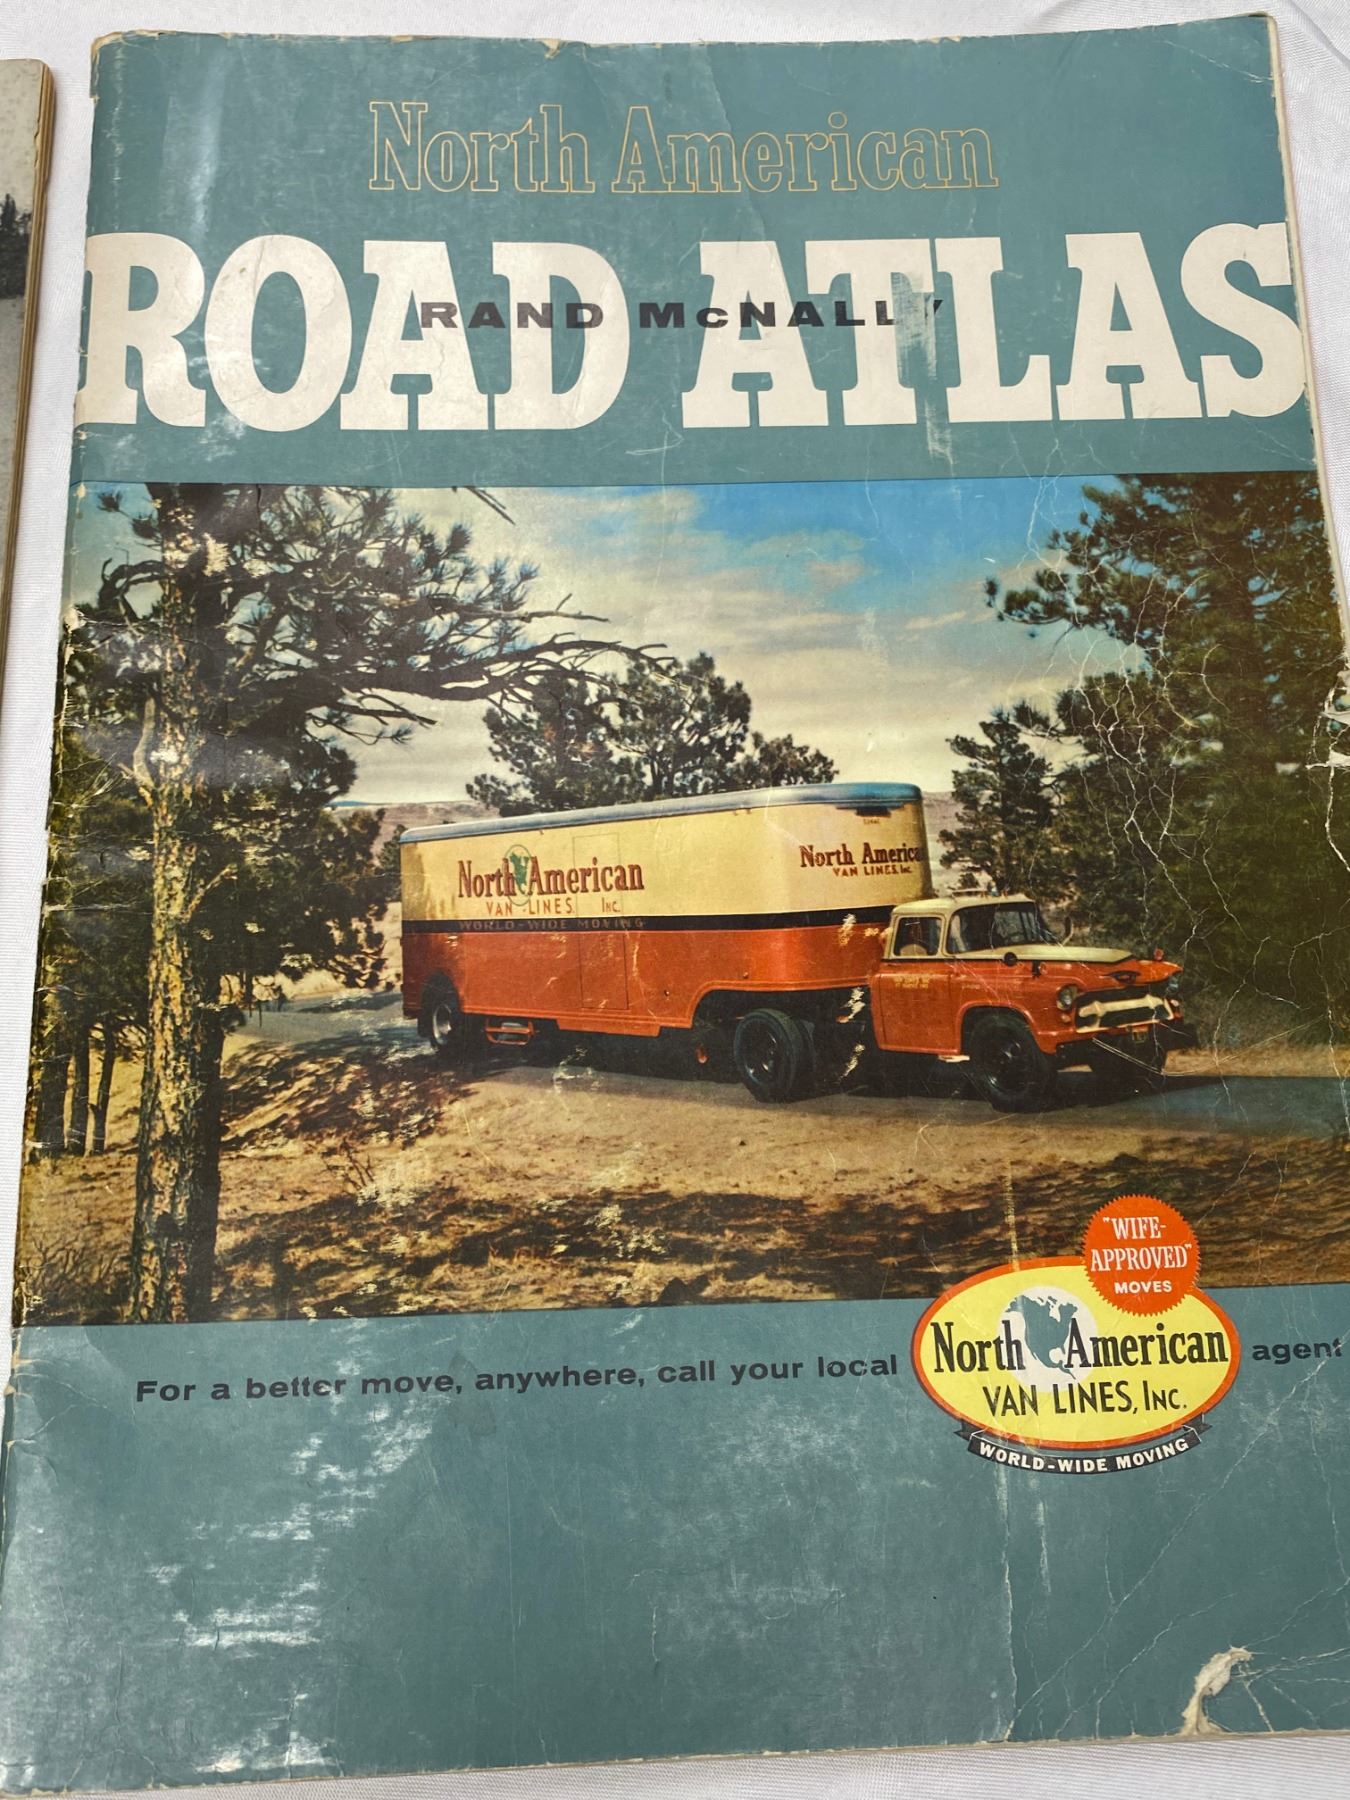 North American
ROAD ATLAS
RAND McNALLY
North American
VAN LINES Inc.
WORLD-WIDE MOVING
North America
VAN LINES, Inc.
"WIFE-
APPROVED"
MOVES
For a better move, anywhere, call your local North American agent
VAN LINES, INC.
WORLD-WIDE MOVING